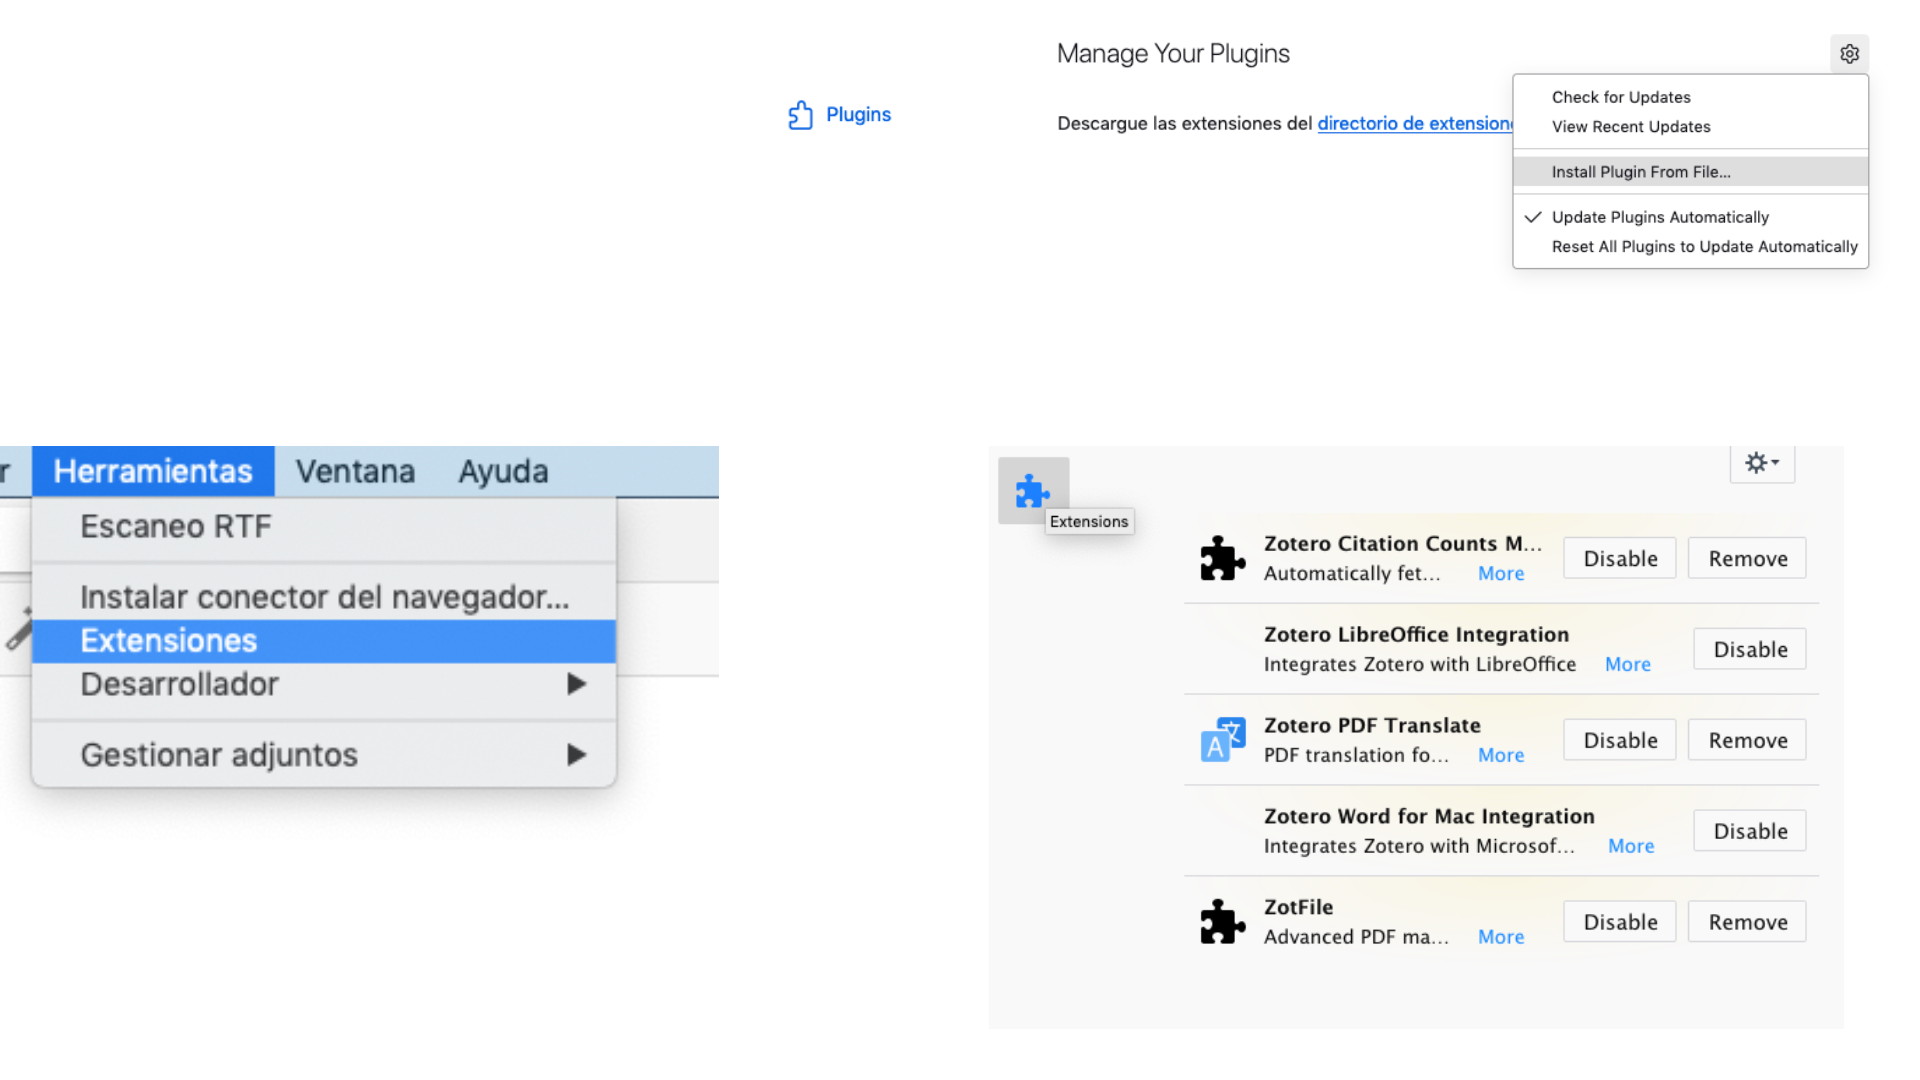 Manage Your Plugins
Plugins
Descargue las extensiones del directorio de extension
Check for Updates
View Recent Updates
Install Plugin From File...
Update Plugins Automatically
Reset All Plugins to Update Automatically
r Herramientas Ventana Ayuda
Escaneo RTF
Instalar conector del navegador...
Extensiones
Desarrollador
Gestionar adjuntos
Extensions
Zotero Citation Counts M...
Automatically fet... More
Disable Remove
Zotero LibreOffice Integration
Integrates Zotero with LibreOffice More
Disable
Zotero PDF Translate
PDF translation fo... More
Disable Remove
Zotero Word for Mac Integration
Integrates Zotero with Microsof... More
Disable
ZotFile
Advanced PDF ma... More
Disable Remove